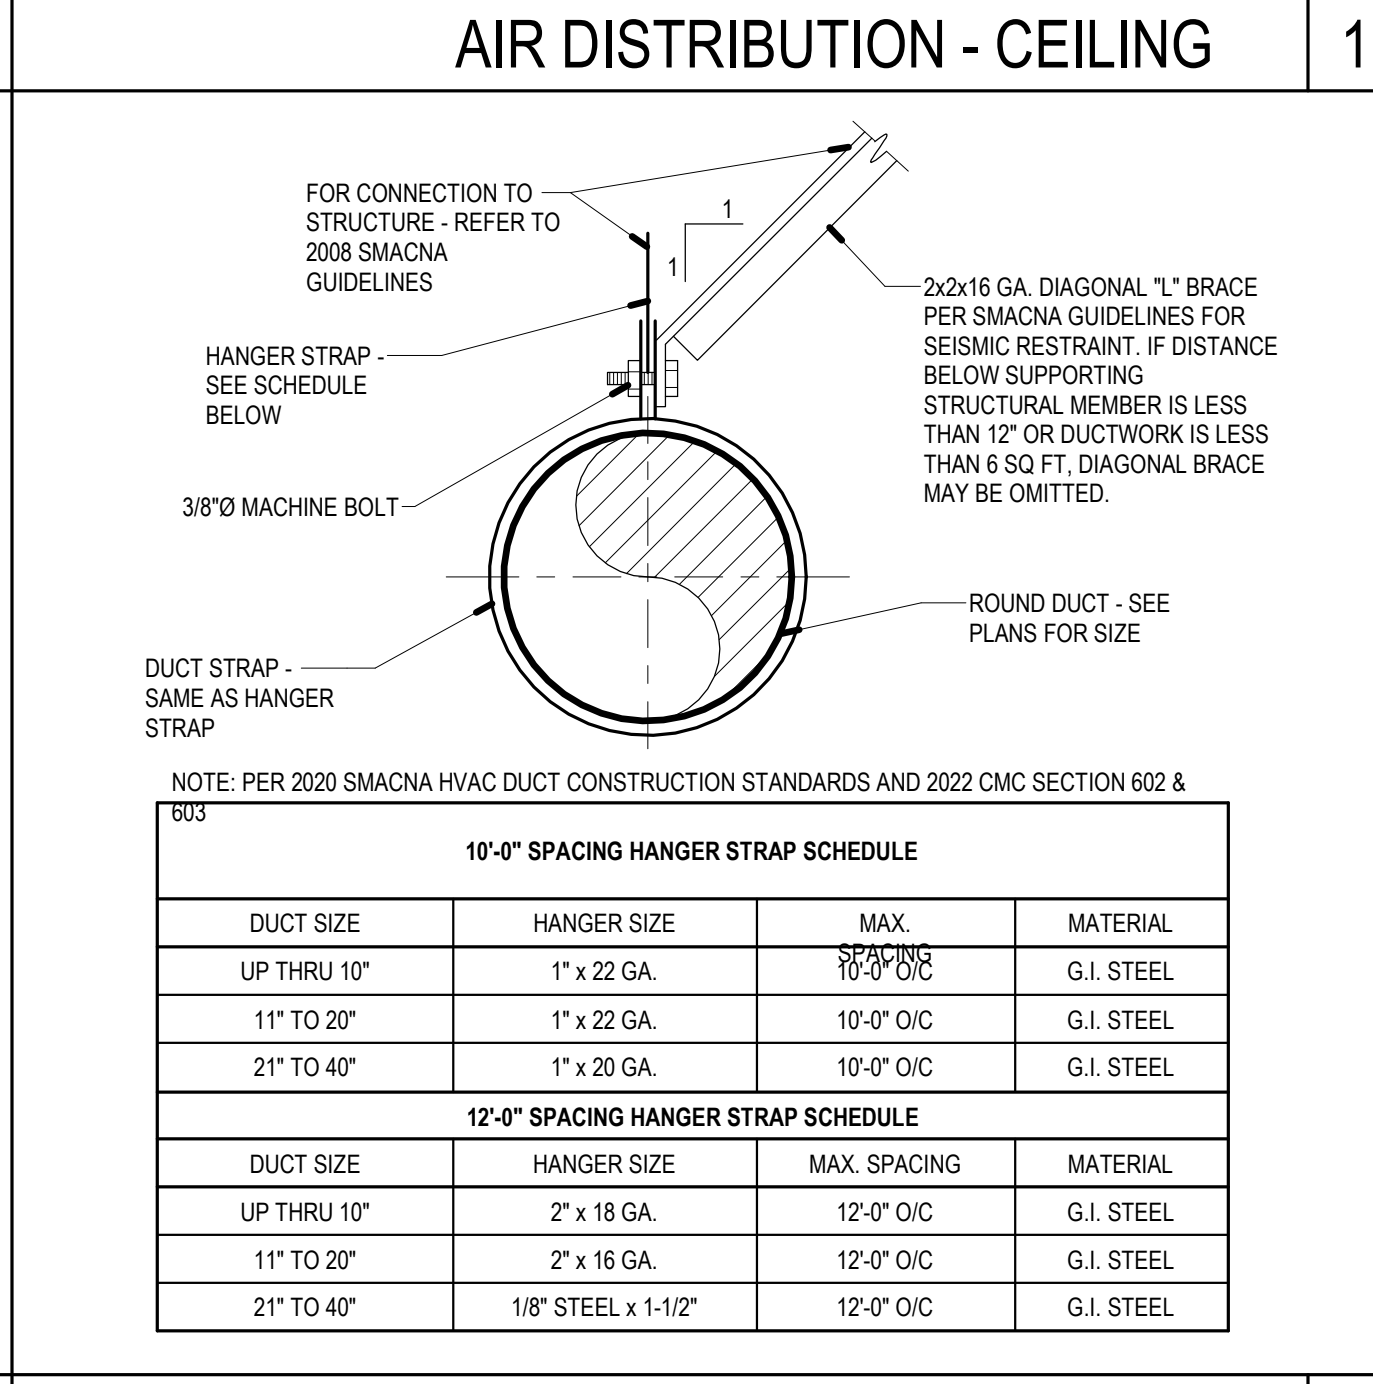 AIR DISTRIBUTION - CEILING 1
FOR CONNECTION TO
STRUCTURE - REFER TO
2008 SMACNA
GUIDELINES
1
1
2x2x16 GA. DIAGONAL "L" BRACE
PER SMACNA GUIDELINES FOR
SEISMIC RESTRAINT. IF DISTANCE
BELOW SUPPORTING
STRUCTURAL MEMBER IS LESS
THAN 12" OR DUCTWORK IS LESS
THAN 6 SQ FT, DIAGONAL BRACE
MAY BE OMITTED.
HANGER STRAP -
SEE SCHEDULE
BELOW
3/8"Ø MACHINE BOLT
ROUND DUCT - SEE
PLANS FOR SIZE
DUCT STRAP -
SAME AS HANGER
STRAP
NOTE: PER 2020 SMACNA HVAC DUCT CONSTRUCTION STANDARDS AND 2022 CMC SECTION 602 &
603
10'-0" SPACING HANGER STRAP SCHEDULE
DUCT SIZE HANGER SIZE MAX. MATERIAL
SPACING
UP THRU 10" 1" x 22 GA. 10'-0" O/C G.I. STEEL
11" TO 20" 1" x 22 GA. 10'-0" O/C G.I. STEEL
21" TO 40" 1" x 20 GA. 10'-0" O/C G.I. STEEL
12'-0" SPACING HANGER STRAP SCHEDULE
DUCT SIZE HANGER SIZE MAX. SPACING MATERIAL
UP THRU 10" 2" x 18 GA. 12'-0" O/C G.I. STEEL
11" TO 20" 2" x 16 GA. 12'-0" O/C G.I. STEEL
21" TO 40" 1/8" STEEL x 1-1/2" 12'-0" O/C G.I. STEEL